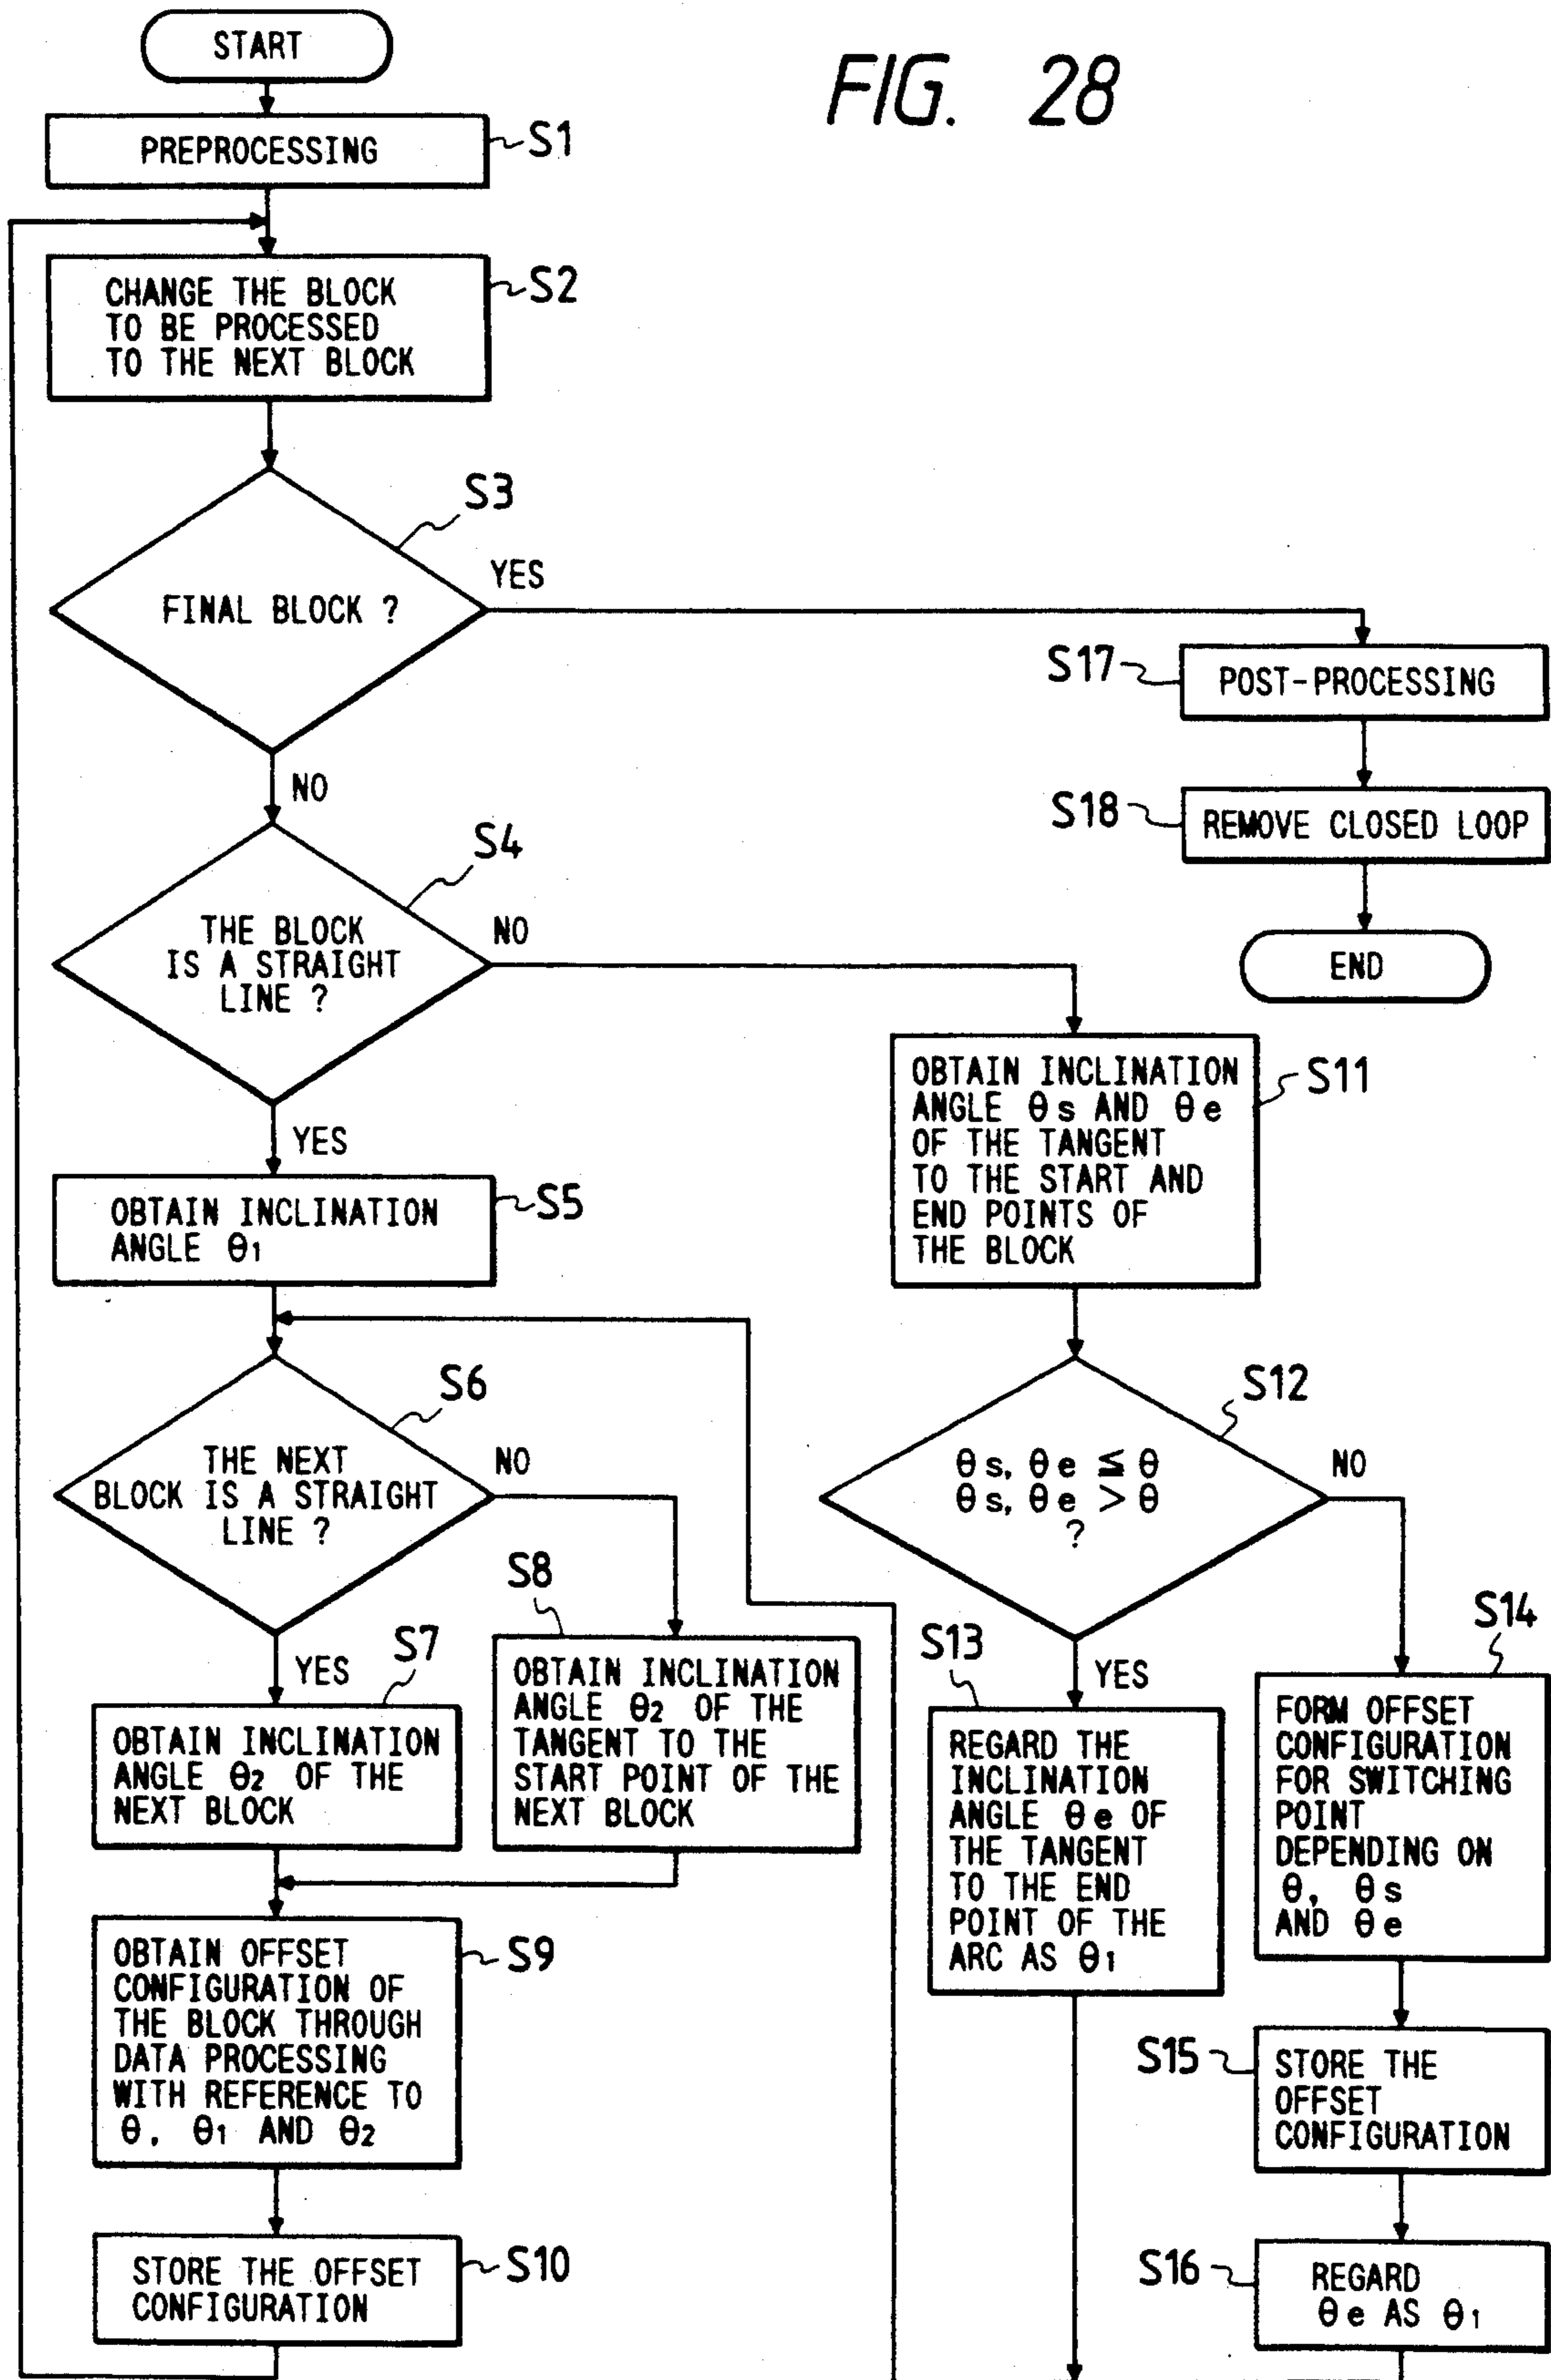 FIG. 28
START
PREPROCESSING
S1
CHANGE THE BLOCK
TO BE PROCESSED
TO THE NEXT BLOCK
S2
S3
FINAL BLOCK ?
YES
NO
S17
POST-PROCESSING
S18
REMOVE CLOSED LOOP
END
S4
THE BLOCK
IS A STRAIGHT
LINE ?
NO
YES
S5
OBTAIN INCLINATION
ANGLE θ1
S11
OBTAIN INCLINATION
ANGLE θs AND θe
OF THE TANGENT
TO THE START AND
END POINTS OF
THE BLOCK
S6
THE NEXT
BLOCK IS A STRAIGHT
LINE ?
NO
YES
S12
θs, θe ≦ θ
θs, θe > θ
?
NO
YES
S7
OBTAIN INCLINATION
ANGLE θ2 OF THE
NEXT BLOCK
S8
OBTAIN INCLINATION
ANGLE θ2 OF THE
TANGENT TO THE
START POINT OF THE
NEXT BLOCK
S13
REGARD THE
INCLINATION
ANGLE θe OF
THE TANGENT
TO THE END
POINT OF THE
ARC AS θ1
S14
FORM OFFSET
CONFIGURATION
FOR SWITCHING
POINT
DEPENDING ON
θ, θs
AND θe
S9
OBTAIN OFFSET
CONFIGURATION OF
THE BLOCK THROUGH
DATA PROCESSING
WITH REFERENCE TO
θ, θ1 AND θ2
S15
STORE THE
OFFSET
CONFIGURATION
S10
STORE THE OFFSET
CONFIGURATION
S16
REGARD
θe AS θ1